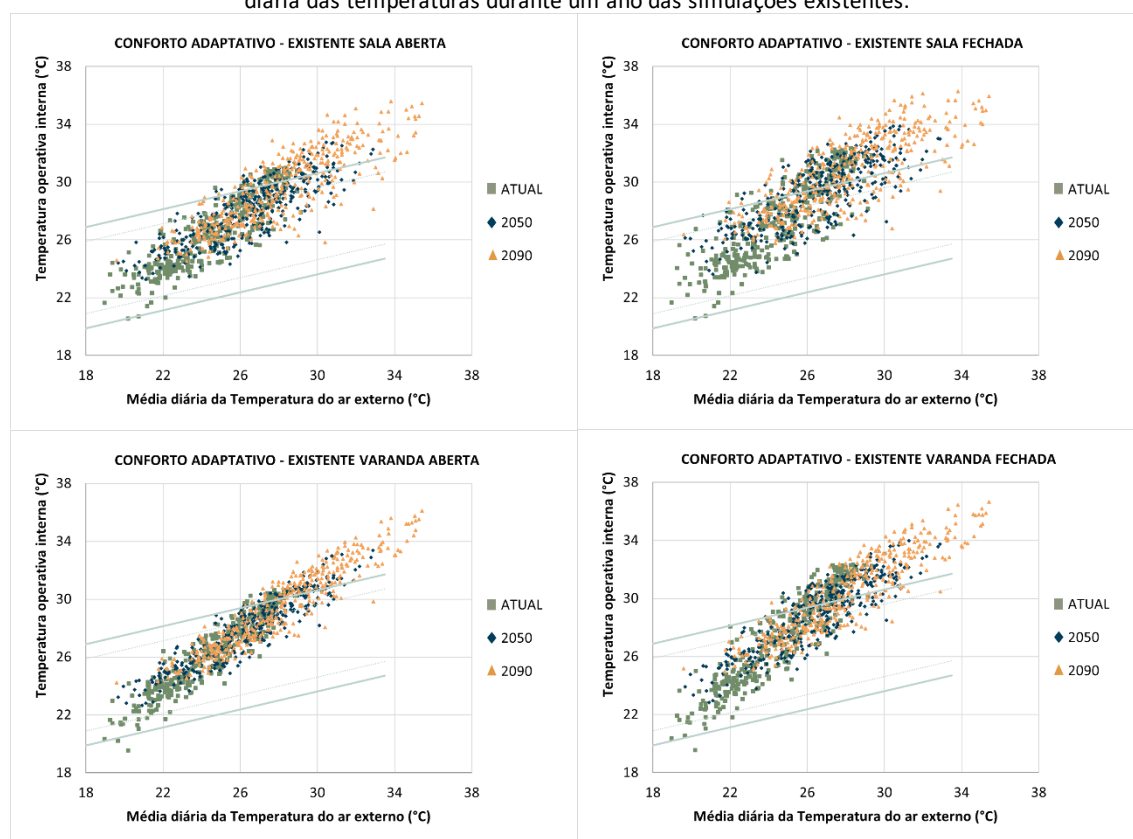 diária das temperaturas durante um ano das simulações existentes.
CONFORTO ADAPTATIVO - EXISTENTE SALA ABERTA
Temperatura operativa interna (°C)
38
34
30
26
22
18
18 22 26 30 34 38
Média diária da Temperatura do ar externo (°C)
ATUAL
2050
2090
CONFORTO ADAPTATIVO - EXISTENTE SALA FECHADA
Temperatura operativa interna (°C)
38
34
30
26
22
18
18 22 26 30 34 38
Média diária da Temperatura do ar externo (°C)
ATUAL
2050
2090
CONFORTO ADAPTATIVO - EXISTENTE VARANDA ABERTA
Temperatura operativa interna (°C)
38
34
30
26
22
18
18 22 26 30 34 38
Média diária da Temperatura do ar externo (°C)
ATUAL
2050
2090
CONFORTO ADAPTATIVO - EXISTENTE VARANDA FECHADA
Temperatura operativa interna (°C)
38
34
30
26
22
18
18 22 26 30 34 38
Média diária da Temperatura do ar externo (°C)
ATUAL
2050
2090